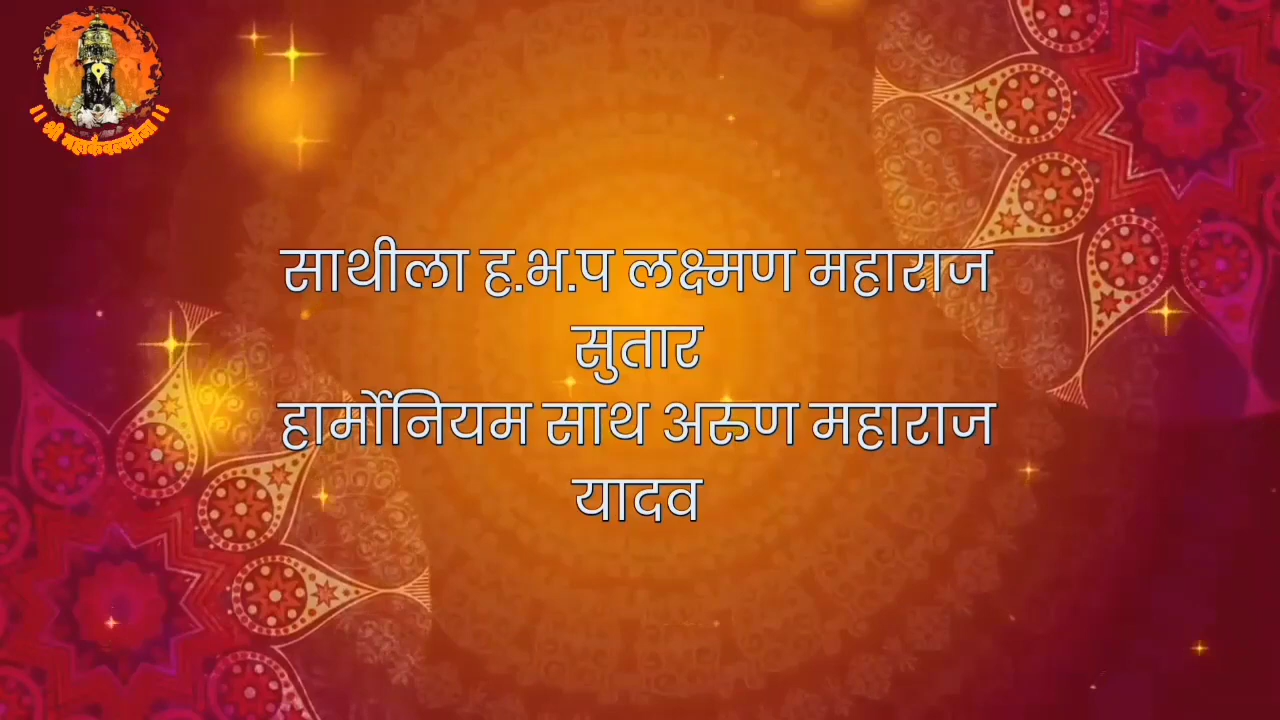 साथीला ह.भ.प लक्ष्मण महाराज
सुतार
हार्मोनियम साथ अरुण महाराज
यादव